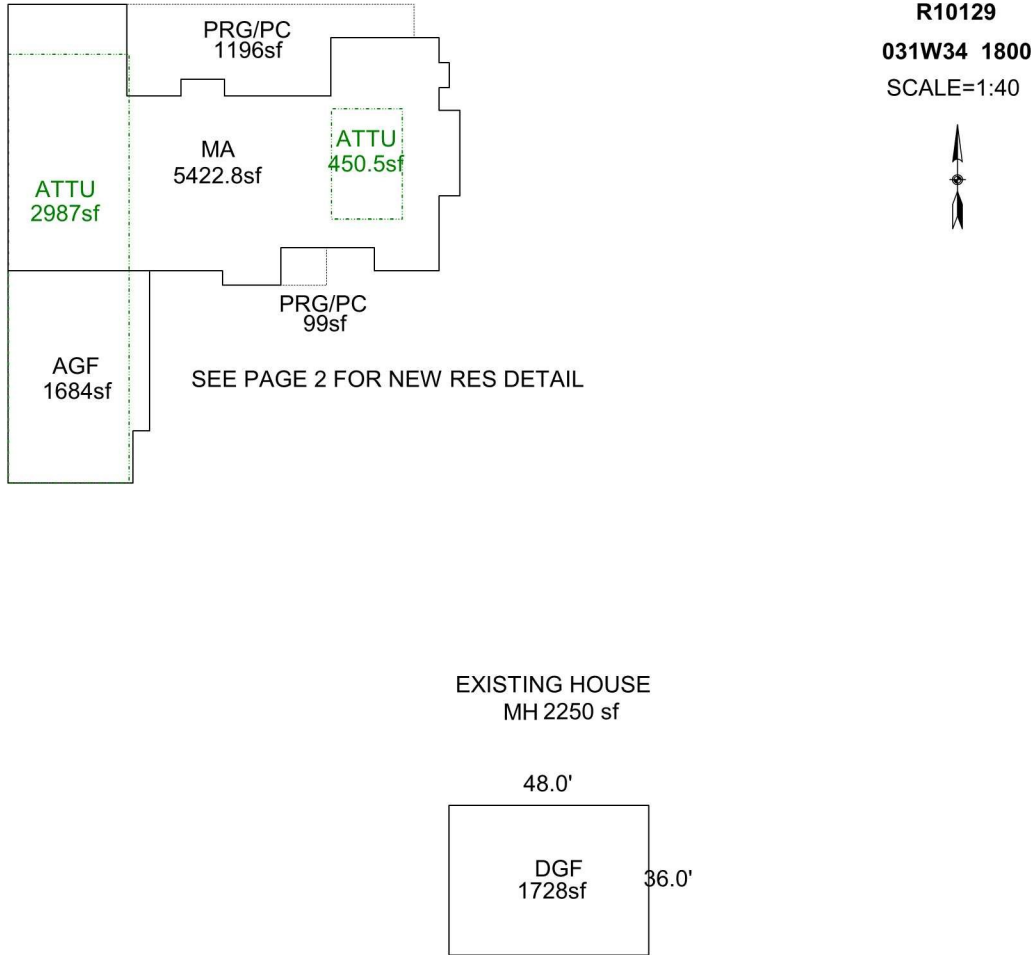 R10129
031W34 1800
SCALE=1:40
PRG/PC
1196sf
MA
5422.8sf
ATTU
450.5sf
ATTU
2987sf
PRG/PC
99sf
AGF
1684sf
SEE PAGE 2 FOR NEW RES DETAIL
EXISTING HOUSE
MH 2250 sf
48.0'
DGF
1728sf
36.0'